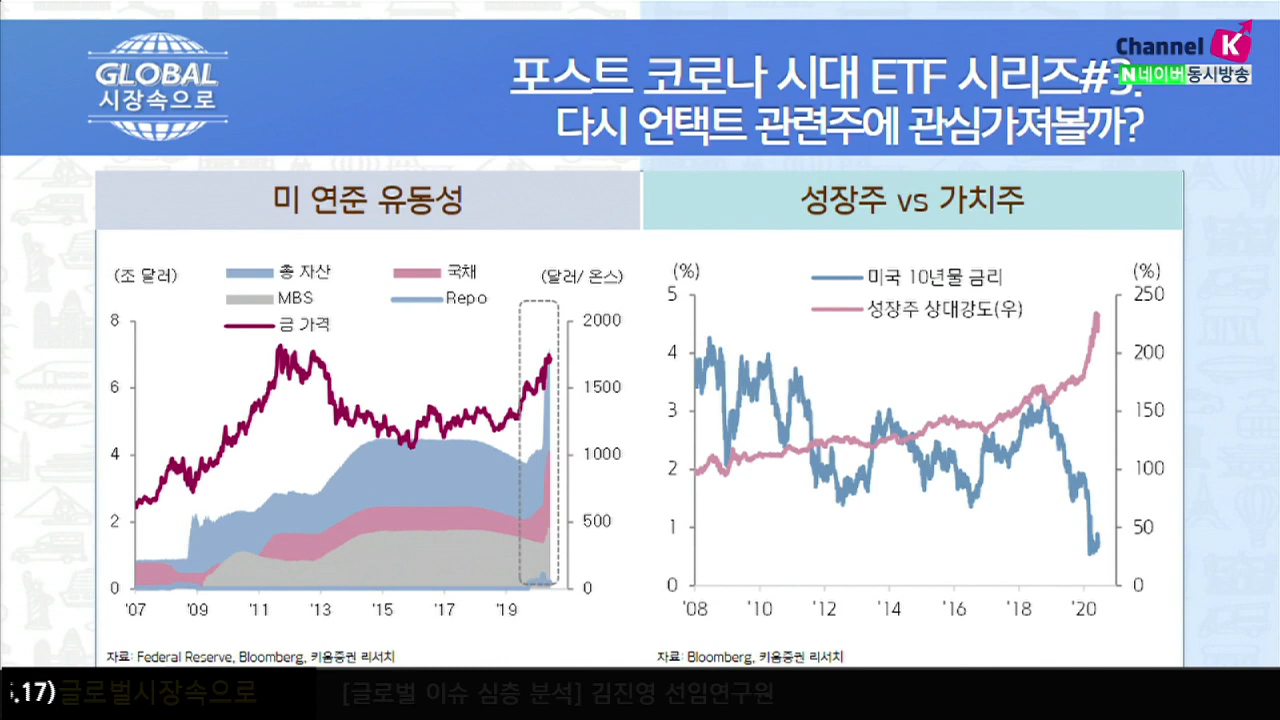 GLOBAL
시장속으로
Channel K
N 네이버 동시방송
포스트 코로나 시대 ETF 시리즈#3.
다시 언택트 관련주에 관심가져볼까?
미 연준 유동성
성장주 vs 가치주
(조 달러)
총 자산
국채
(달러/온스)
MBS
Repo
금 가격
8
6
4
2
0
2000
1500
1000
500
0
'07 '09 '11 '13 '15 '17 '19
자료: Federal Reserve, Bloomberg, 키움증권 리서치
(%)
미국 10년물 금리
(%)
성장주 상대강도(우)
5
4
3
2
1
0
250
200
150
100
50
0
'08 '10 '12 '14 '16 '18 '20
자료: Bloomberg, 키움증권 리서치
.17) 글로벌시장속으로
[글로벌 이슈 심층 분석] 김진영 선임연구원